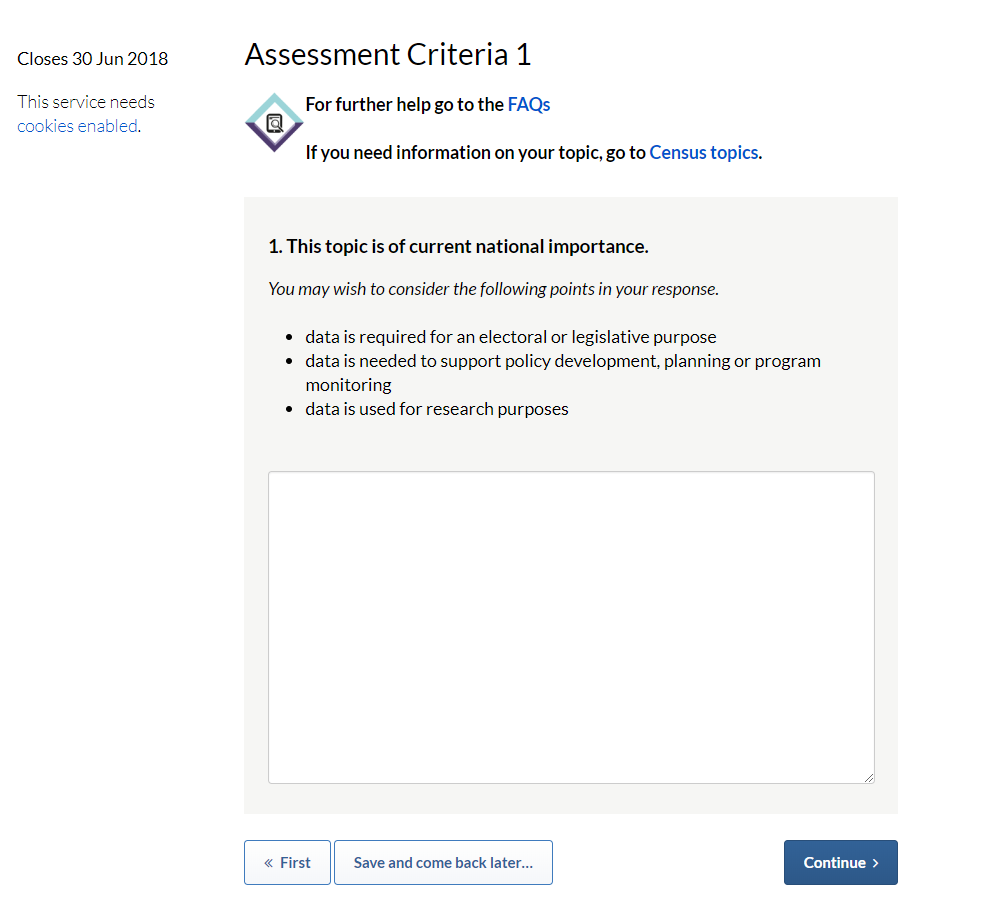 Closes 30 Jun 2018
This service needs
cookies enabled.
Assessment Criteria 1
For further help go to the FAQs
If you need information on your topic, go to Census topics.
1. This topic is of current national importance.
You may wish to consider the following points in your response.
• data is required for an electoral or legislative purpose
• data is needed to support policy development, planning or program
monitoring
• data is used for research purposes
« First
Save and come back later...
Continue >